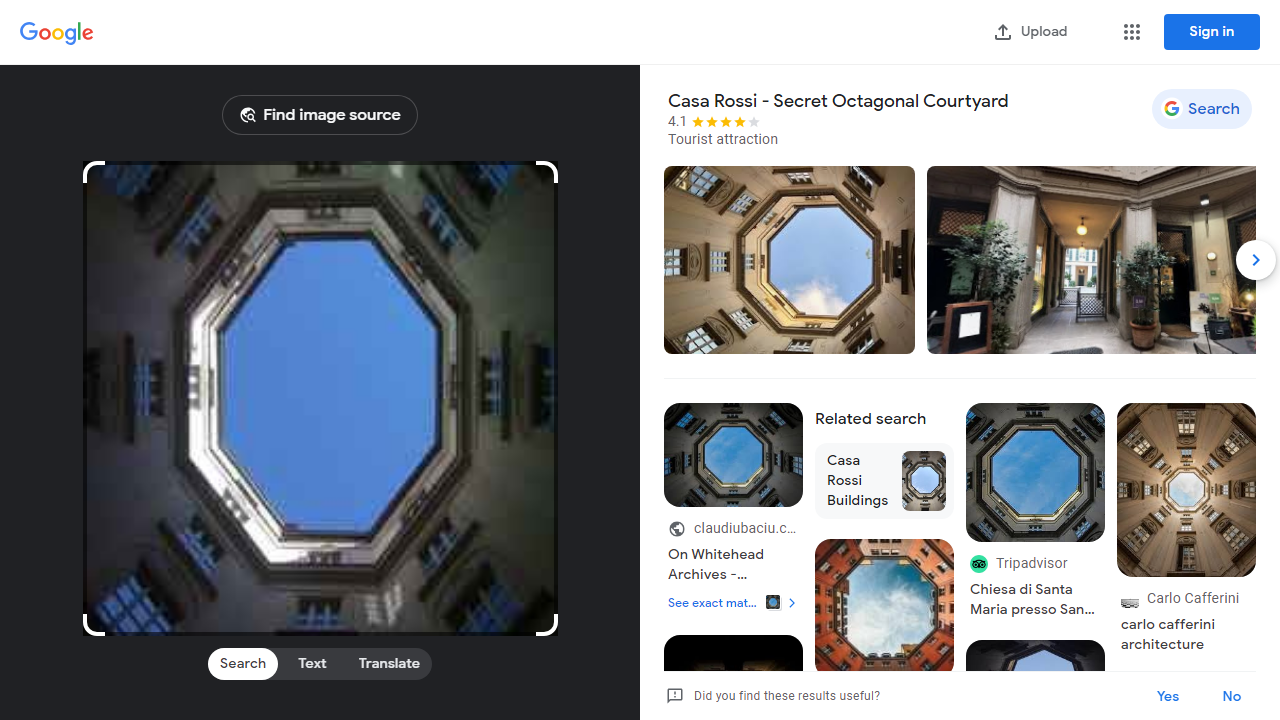 Google
Upload
Sign in
Find image source
Search
Text
Translate
Casa Rossi - Secret Octagonal Courtyard
4.1
Tourist attraction
Search
claudiubaciu.c...
On Whitehead
Archives -...
See exact mat...
Related search
Casa
Rossi
Buildings
Tripadvisor
Chiesa di Santa
Maria presso San...
Carlo Cafferini
carlo cafferini
architecture
Did you find these results useful?
Yes
No